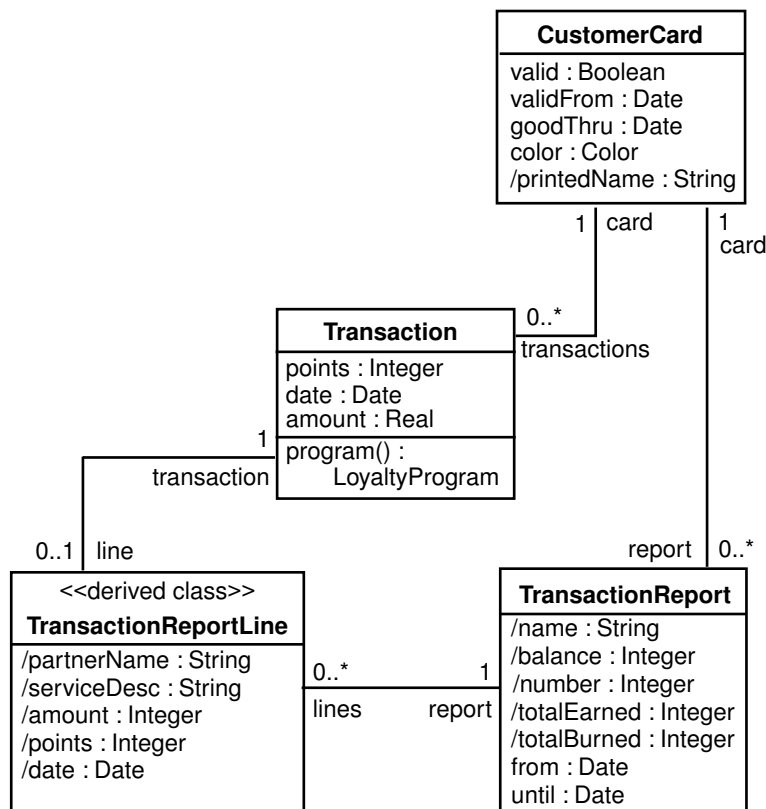 CustomerCard
valid : Boolean
validFrom : Date
goodThru : Date
color : Color
/printedName : String
1 card
1
card
Transaction
points : Integer
date : Date
amount : Real
program() :
LoyaltyProgram
0..*
transactions
1
transaction
0..1 line
report 0..*
<<derived class>>
TransactionReportLine
/partnerName : String
/serviceDesc : String
/amount : Integer
/points : Integer
/date : Date
0..* 1
lines report
TransactionReport
/name : String
/balance : Integer
/number : Integer
/totalEarned : Integer
/totalBurned : Integer
from : Date
until : Date